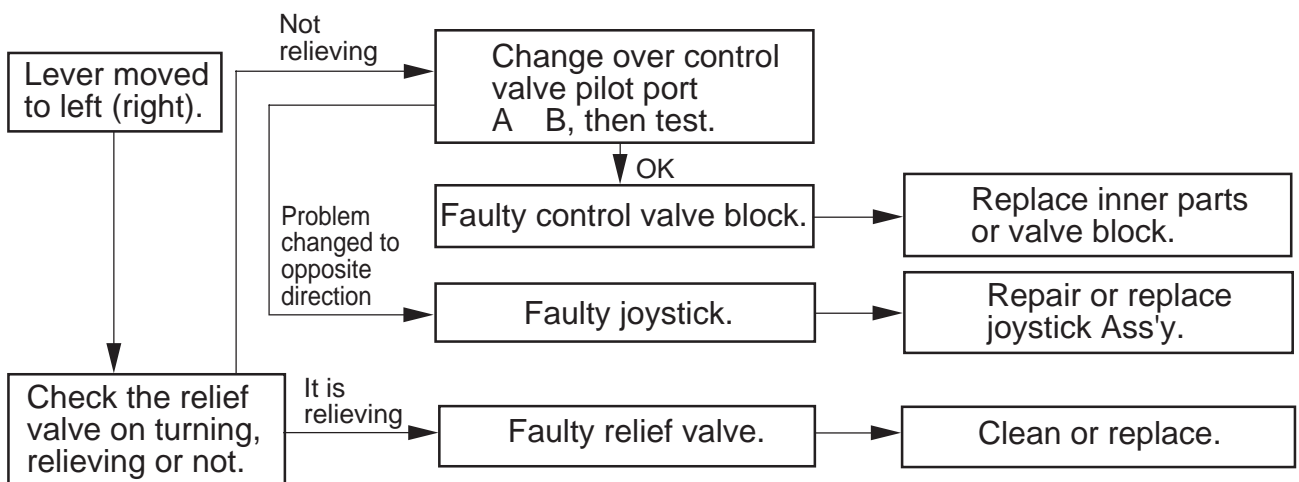 Lever moved
to left (right).
Not
relieving
Change over control
valve pilot port
A B, then test.
OK
Faulty control valve block.
Replace inner parts
or valve block.
Problem
changed to
opposite
direction
Faulty joystick.
Repair or replace
joystick Ass'y.
Check the relief
valve on turning,
relieving or not.
It is
relieving
Faulty relief valve.
Clean or replace.